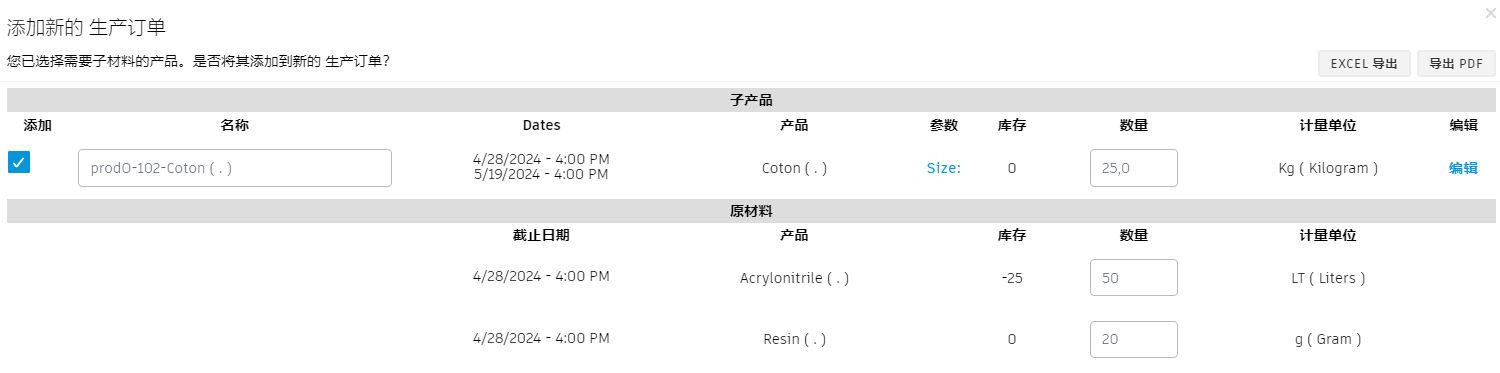 添加新的 生产订单
您已选择需要子材料的产品。是否将其添加到新的 生产订单?
EXCEL 导出 导出 PDF
子产品
添加 名称 Dates 产品 参数 库存 数量 计量单位 编辑
prodO-102-Coton ( . ) 4/28/2024 - 4:00 PM 5/19/2024 - 4:00 PM Coton ( . ) Size: 0 25,0 Kg ( Kilogram ) 编辑
原材料
截止日期 产品 库存 数量 计量单位
4/28/2024 - 4:00 PM Acrylonitrile ( . ) -25 50 LT ( Liters )
4/28/2024 - 4:00 PM Resin ( . ) 0 20 g ( Gram )